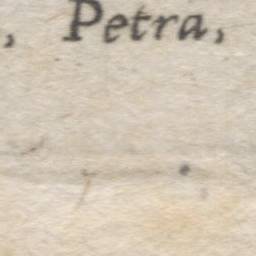 , Petra,